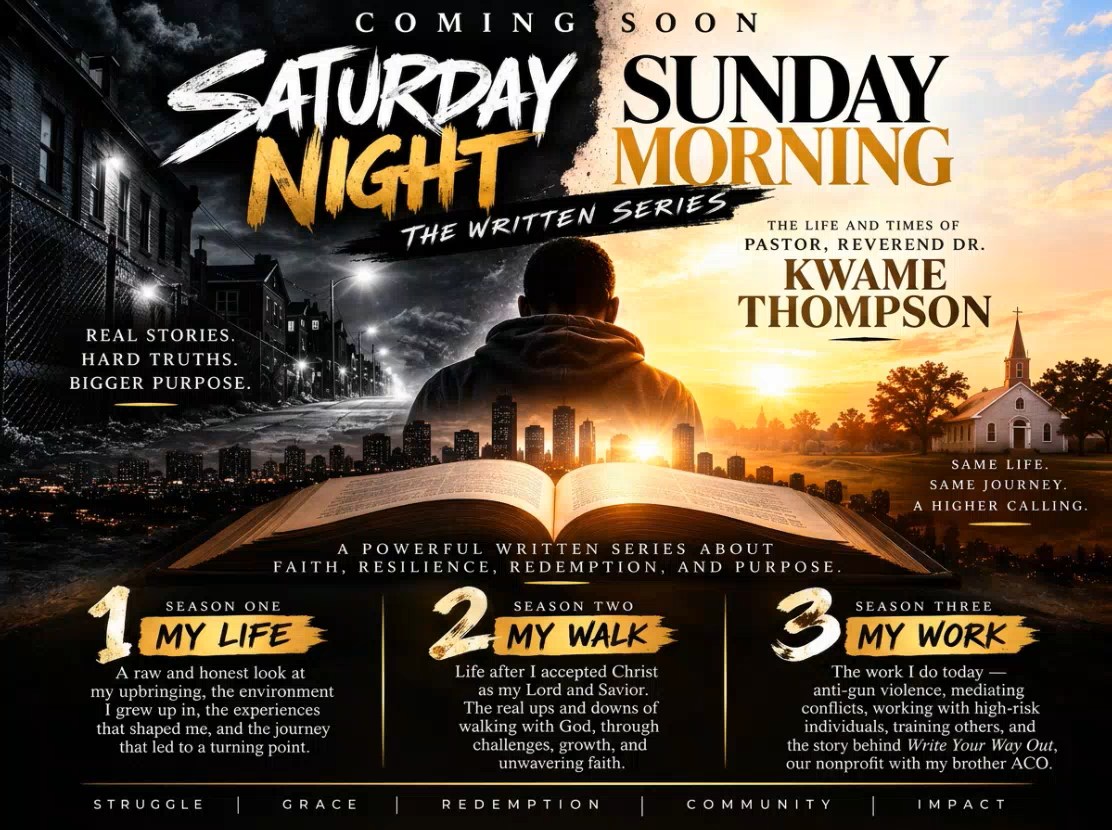 COMING SOON
SATURDAY
NIGHT
SUNDAY
MORNING
THE WRITTEN SERIES
THE LIFE AND TIMES OF
PASTOR, REVEREND DR.
KWAME
THOMPSON
REAL STORIES.
HARD TRUTHS.
BIGGER PURPOSE.
SAME LIFE.
SAME JOURNEY.
A HIGHER CALLING.
A POWERFUL WRITTEN SERIES ABOUT
FAITH, RESILIENCE, REDEMPTION, AND PURPOSE.
1
SEASON ONE
MY LIFE
A raw and honest look at
my upbringing, the environment
I grew up in, the experiences
that shaped me, and the journey
that led to a turning point.
2
SEASON TWO
MY WALK
Life after I accepted Christ
as my Lord and Savior.
The real ups and downs of
walking with God, through
challenges, growth, and
unwavering faith.
3
SEASON THREE
MY WORK
The work I do today —
anti-gun violence, mediating
conflicts, working with high-risk
individuals, training others, and
the story behind Write Your Way Out,
our nonprofit with my brother ACO.
STRUGGLE | GRACE | REDEMPTION | COMMUNITY | IMPACT